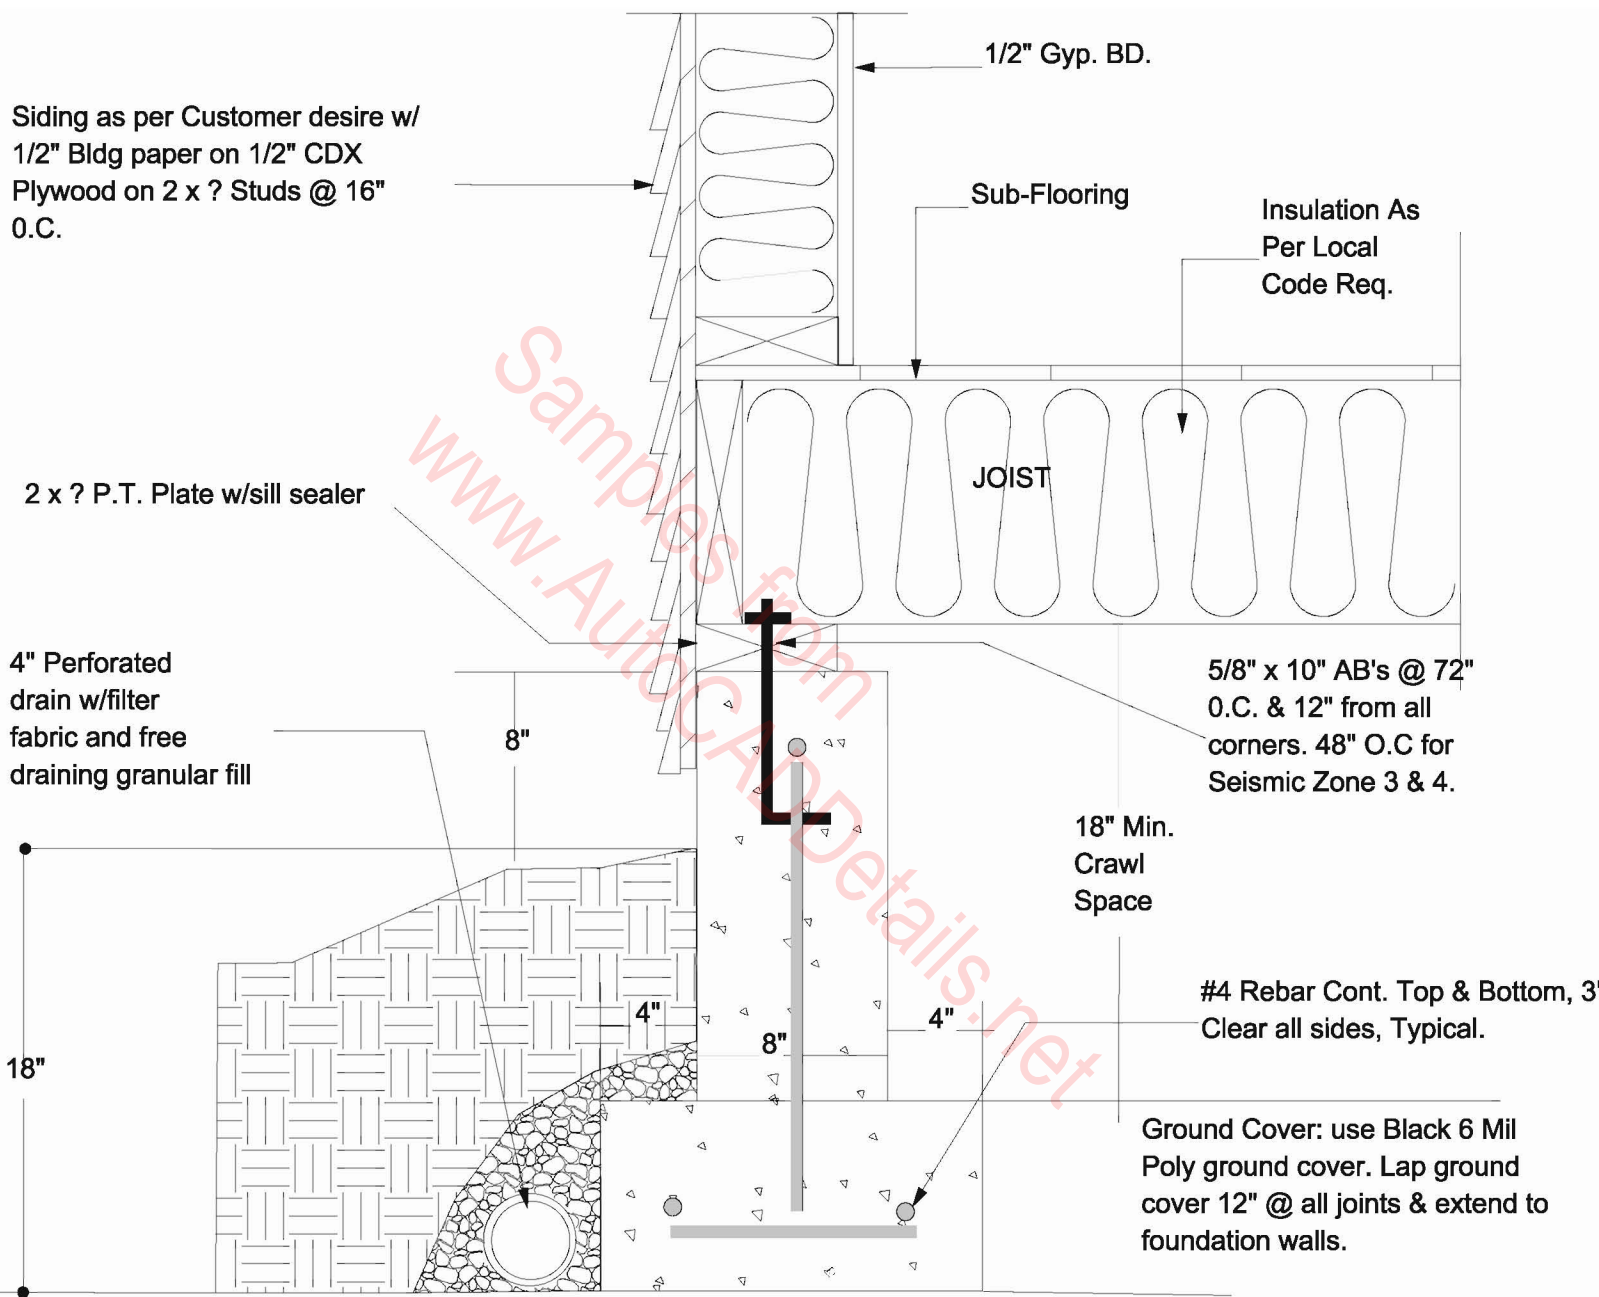 1/2" Gyp. BD.
Siding as per Customer desire w/
1/2" Bldg paper on 1/2" CDX
Plywood on 2 x ? Studs @ 16"
0.C.
Sub-Flooring
Insulation As
Per Local
Code Req.
JOIST
2 x ? P.T. Plate w/sill sealer
4" Perforated
drain w/filter
fabric and free
draining granular fill
8"
5/8" x 10" AB's @ 72"
0.C. & 12" from all
corners. 48" O.C for
Seismic Zone 3 & 4.
18" Min.
Crawl
Space
18"
4"
8"
4"
#4 Rebar Cont. Top & Bottom, 3"
Clear all sides, Typical.
Ground Cover: use Black 6 Mil
Poly ground cover. Lap ground
cover 12" @ all joints & extend to
foundation walls.
Samples from
www.AutoCADDetails.net